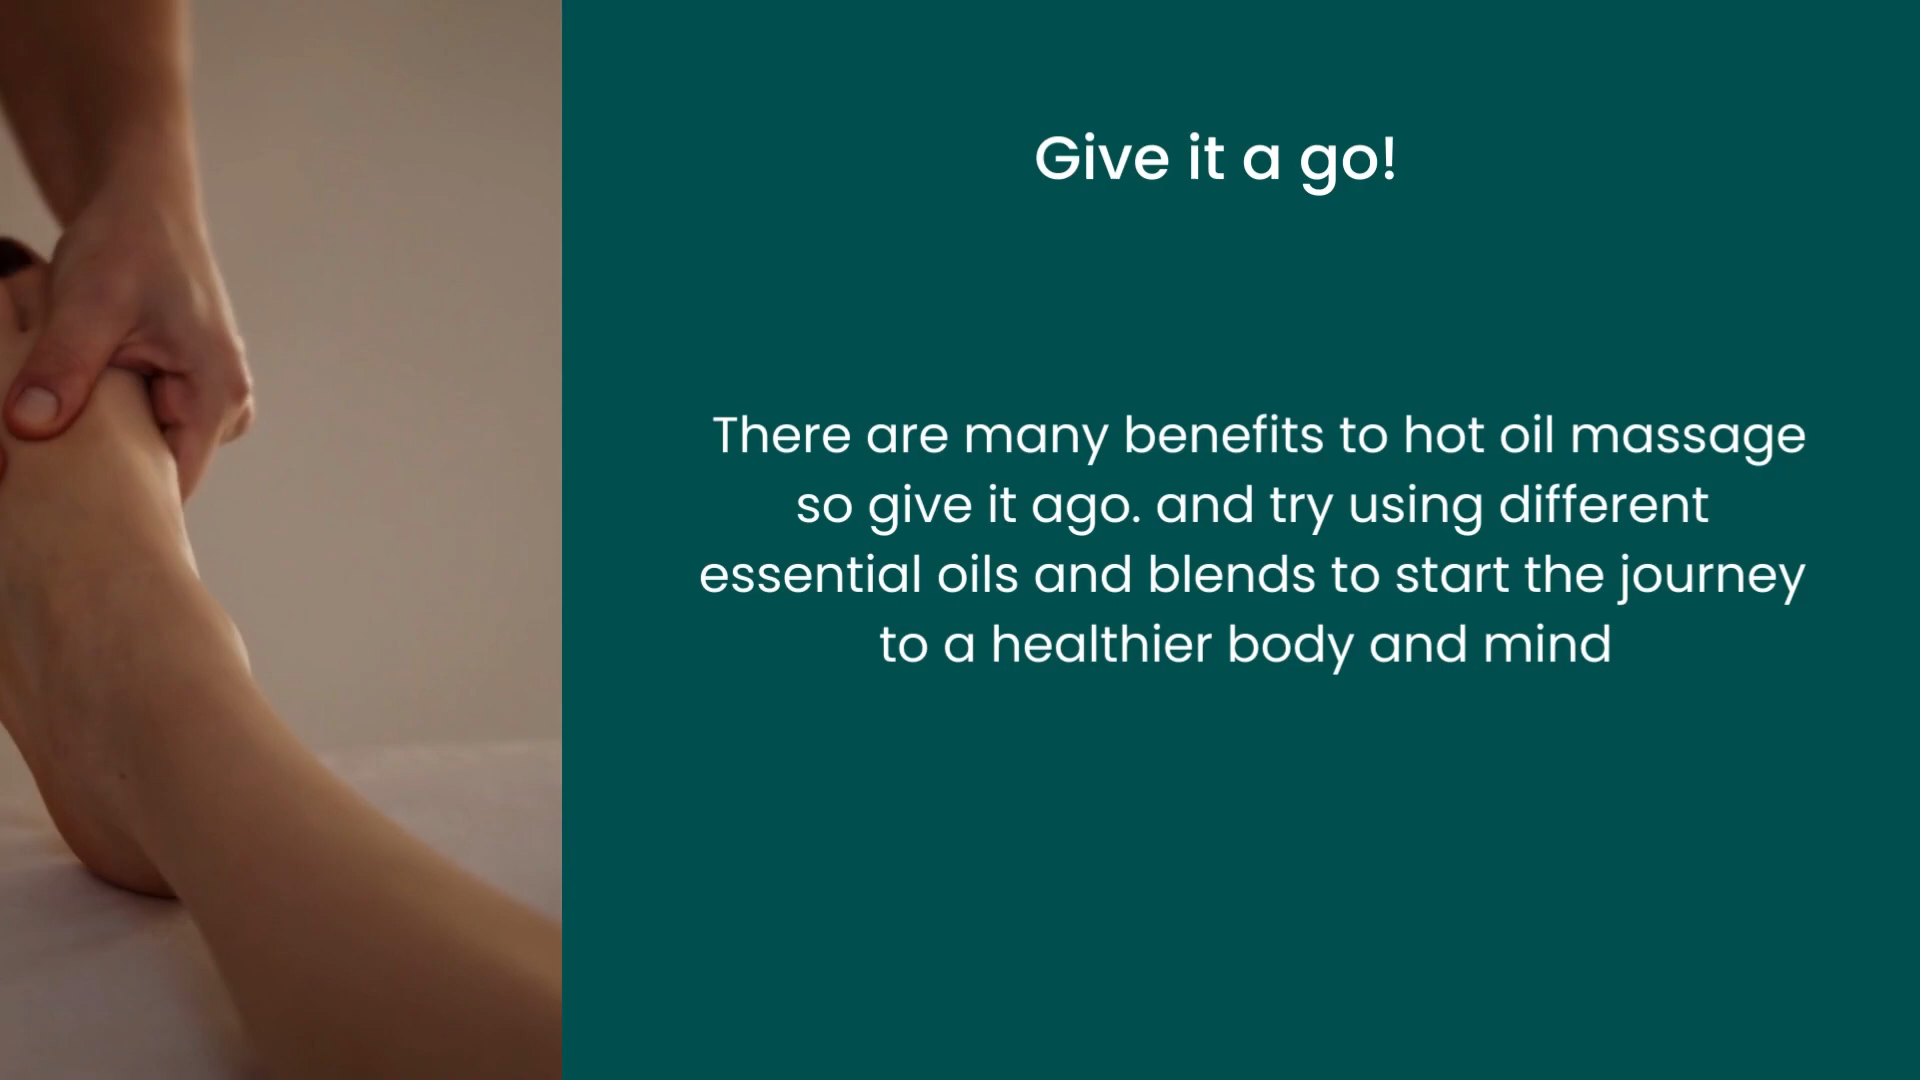 Give it a go!
There are many benefits to hot oil massage
so give it ago. and try using different
essential oils and blends to start the journey
to a healthier body and mind